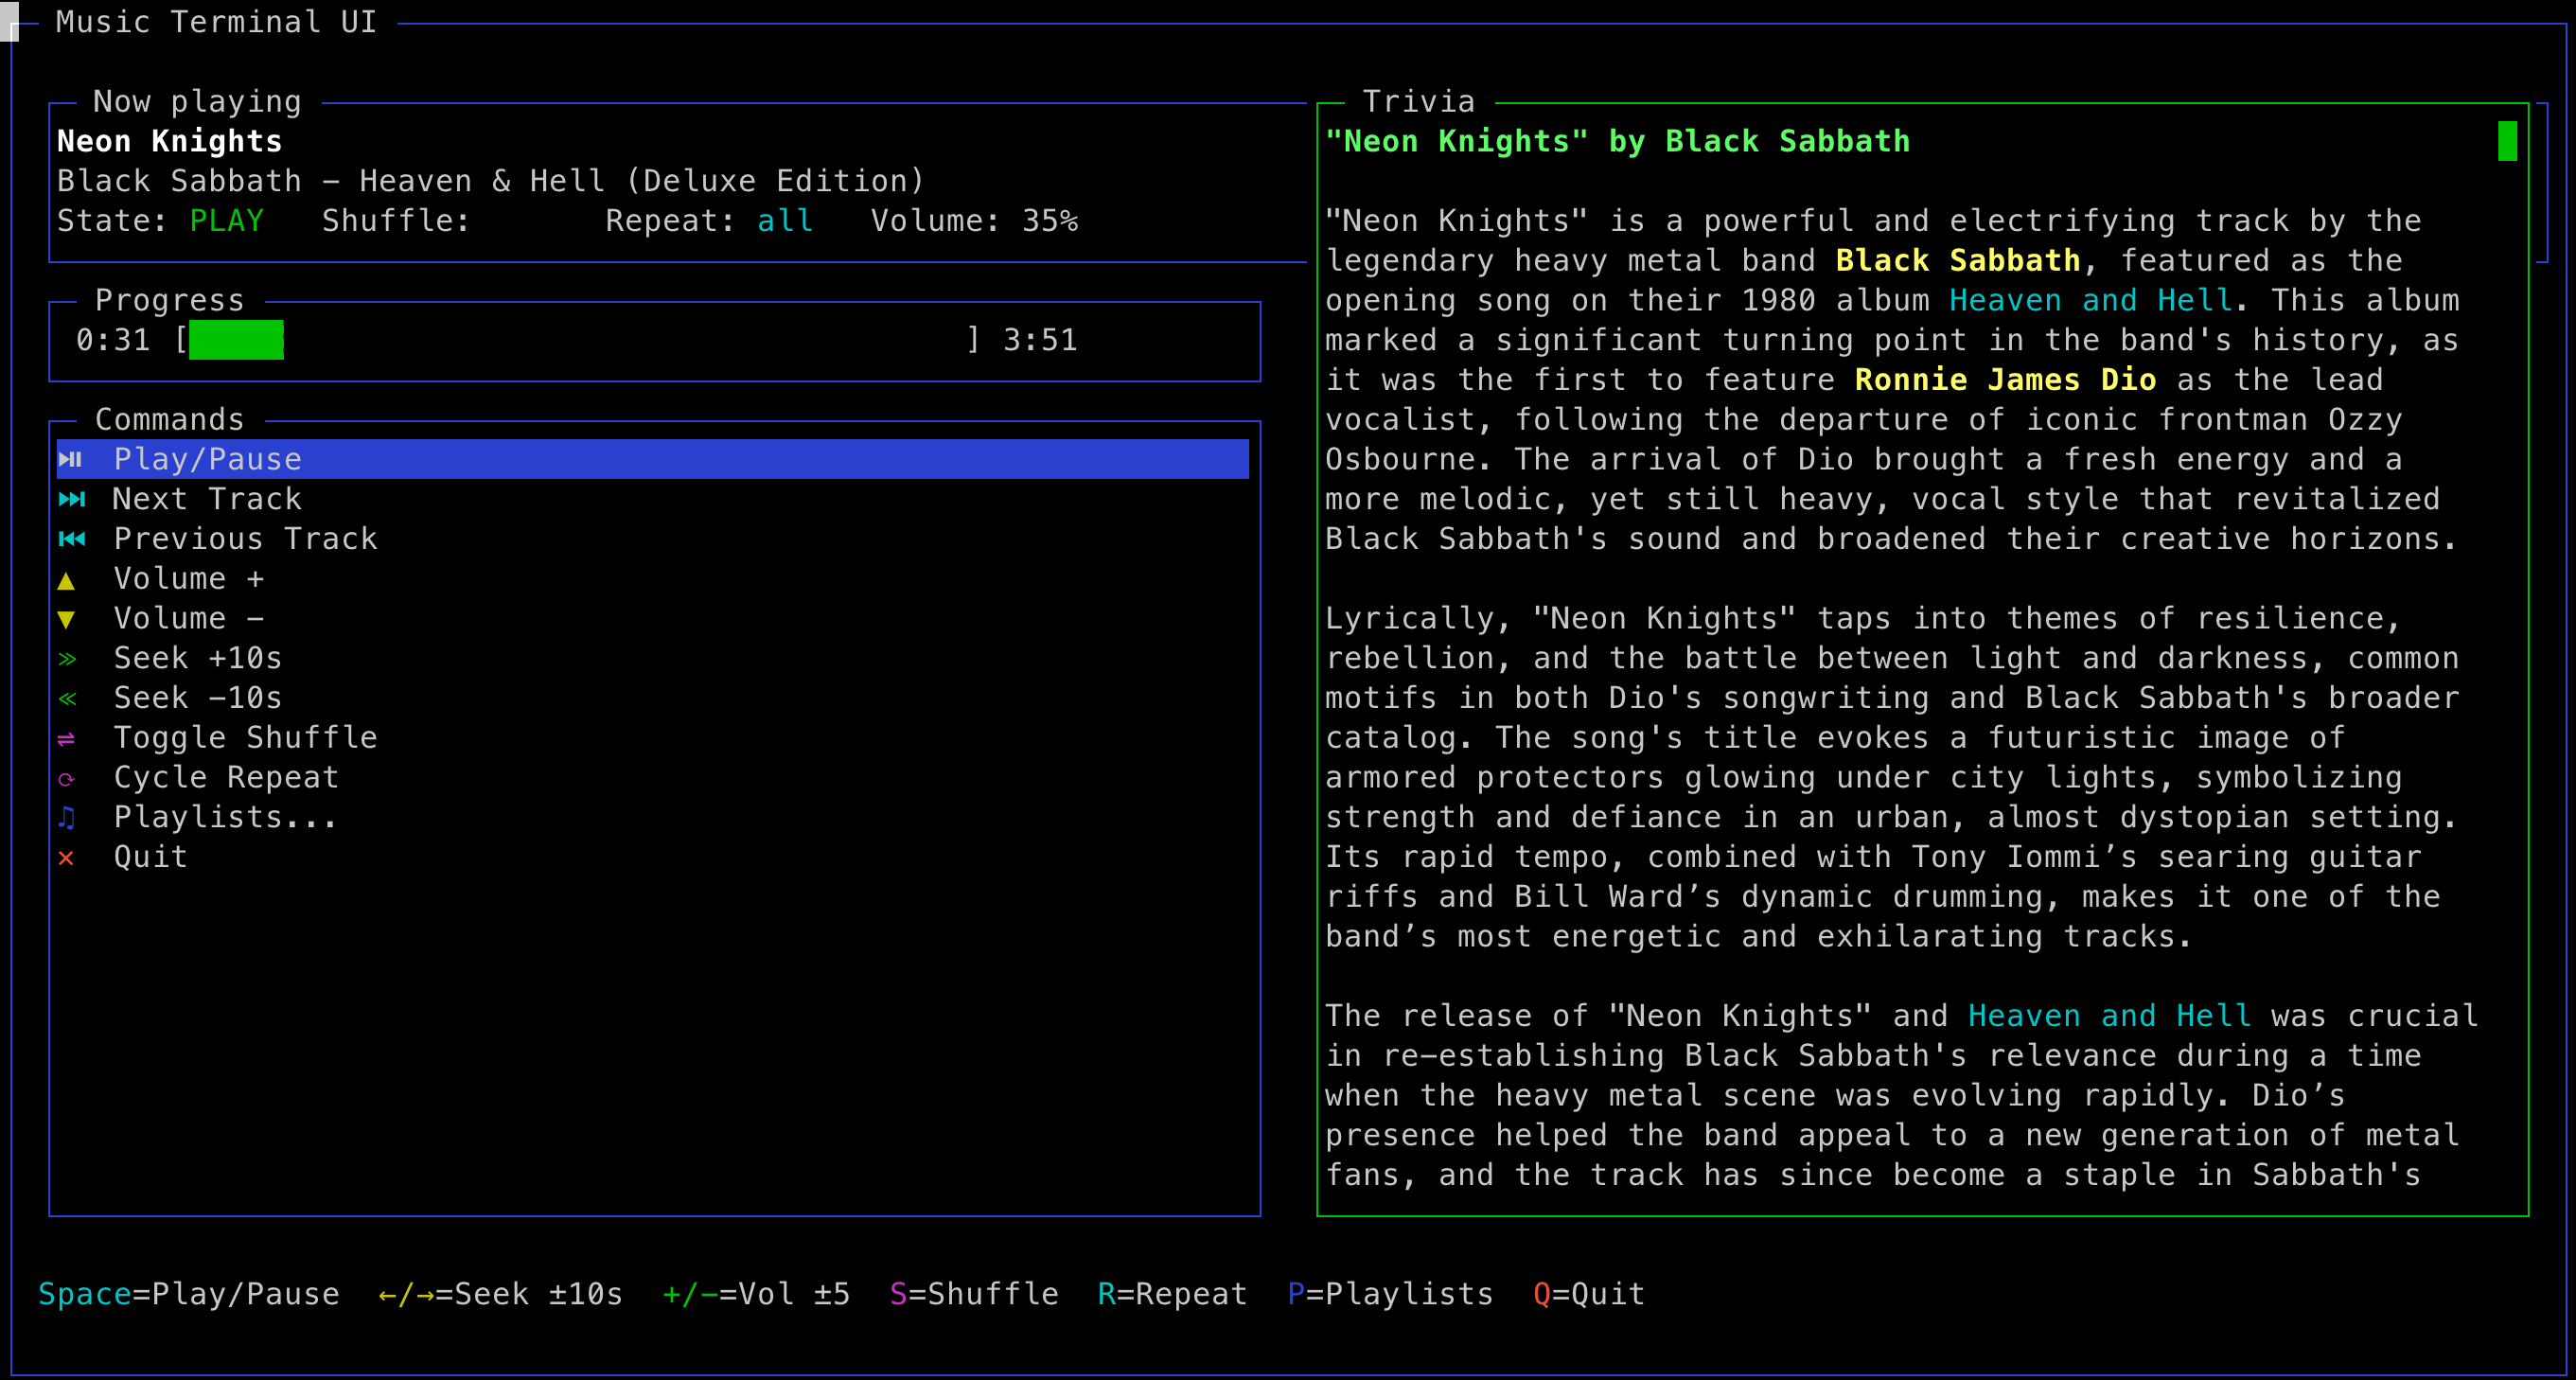 Music Terminal UI
Now playing
Neon Knights
Black Sabbath – Heaven & Hell (Deluxe Edition)
State: PLAY   Shuffle:       Repeat: all   Volume: 35%
Progress
0:31 [     ] 3:51
Commands
⏯ Play/Pause
⏭ Next Track
⏮ Previous Track
▲ Volume +
▼ Volume −
≫ Seek +10s
≪ Seek −10s
⇌ Toggle Shuffle
⟳ Cycle Repeat
♫ Playlists...
✕ Quit
Trivia
"Neon Knights" by Black Sabbath
"Neon Knights" is a powerful and electrifying track by the
legendary heavy metal band Black Sabbath, featured as the
opening song on their 1980 album Heaven and Hell. This album
marked a significant turning point in the band's history, as
it was the first to feature Ronnie James Dio as the lead
vocalist, following the departure of iconic frontman Ozzy
Osbourne. The arrival of Dio brought a fresh energy and a
more melodic, yet still heavy, vocal style that revitalized
Black Sabbath's sound and broadened their creative horizons.
Lyrically, "Neon Knights" taps into themes of resilience,
rebellion, and the battle between light and darkness, common
motifs in both Dio's songwriting and Black Sabbath's broader
catalog. The song's title evokes a futuristic image of
armored protectors glowing under city lights, symbolizing
strength and defiance in an urban, almost dystopian setting.
Its rapid tempo, combined with Tony Iommi’s searing guitar
riffs and Bill Ward’s dynamic drumming, makes it one of the
band’s most energetic and exhilarating tracks.
The release of "Neon Knights" and Heaven and Hell was crucial
in re-establishing Black Sabbath's relevance during a time
when the heavy metal scene was evolving rapidly. Dio’s
presence helped the band appeal to a new generation of metal
fans, and the track has since become a staple in Sabbath's
Space=Play/Pause  ←/→=Seek ±10s  +/−=Vol ±5  S=Shuffle  R=Repeat  P=Playlists  Q=Quit